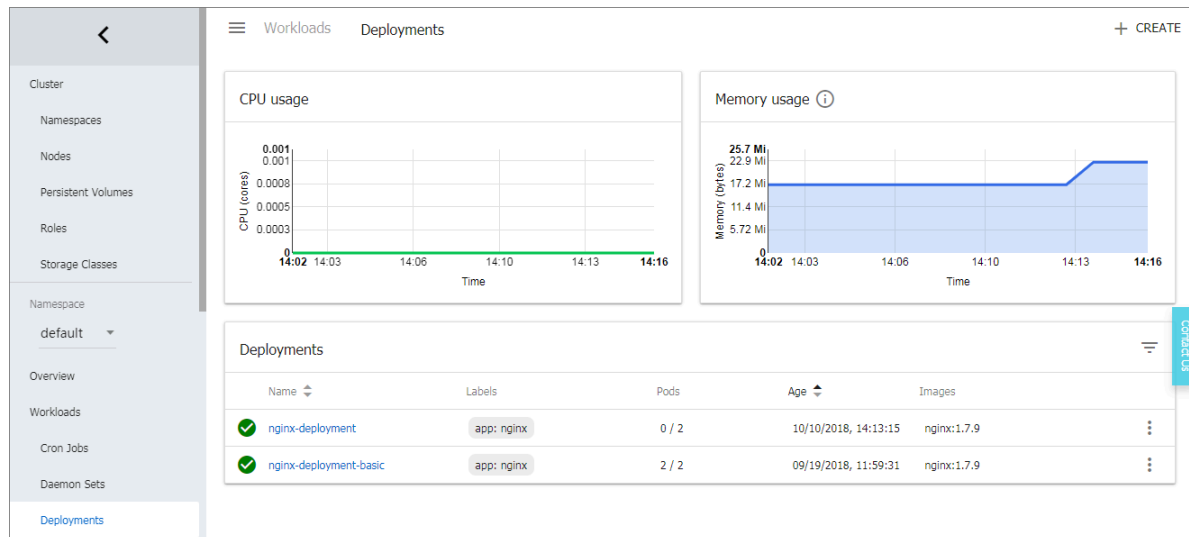 Workloads Deployments
+ CREATE
Cluster
Namespaces
Nodes
Persistent Volumes
Roles
Storage Classes
Namespace
default
Overview
Workloads
Cron Jobs
Daemon Sets
Deployments
CPU usage
CPU (cores)
0.001
0.001
0.0008
0.0005
0.0003
0
14:02 14:03 14:06 14:10 14:13 14:16
Time
Memory usage i
Memory (bytes)
25.7 Mi
22.9 Mi
17.2 Mi
11.4 Mi
5.72 Mi
0
14:02 14:03 14:06 14:10 14:13 14:16
Time
Deployments
Name Labels Pods Age Images
nginx-deployment app: nginx 0 / 2 10/10/2018, 14:13:15 nginx:1.7.9
nginx-deployment-basic app: nginx 2 / 2 09/19/2018, 11:59:31 nginx:1.7.9
Contact Us